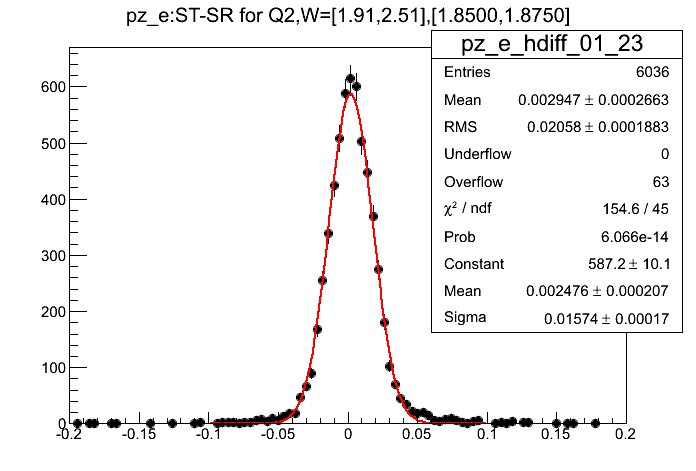 pz_e:ST-SR for Q2,W=[1.91,2.51],[1.8500,1.8750]
pz_e_hdiff_01_23
Entries 6036
Mean 0.002947 ± 0.0002663
RMS 0.02058 ± 0.0001883
Underflow 0
Overflow 63
χ² / ndf 154.6 / 45
Prob 6.066e-14
Constant 587.2 ± 10.1
Mean 0.002476 ± 0.000207
Sigma 0.01574 ± 0.00017
600
500
400
300
200
100
0
-0.2 -0.15 -0.1 -0.05 0 0.05 0.1 0.15 0.2